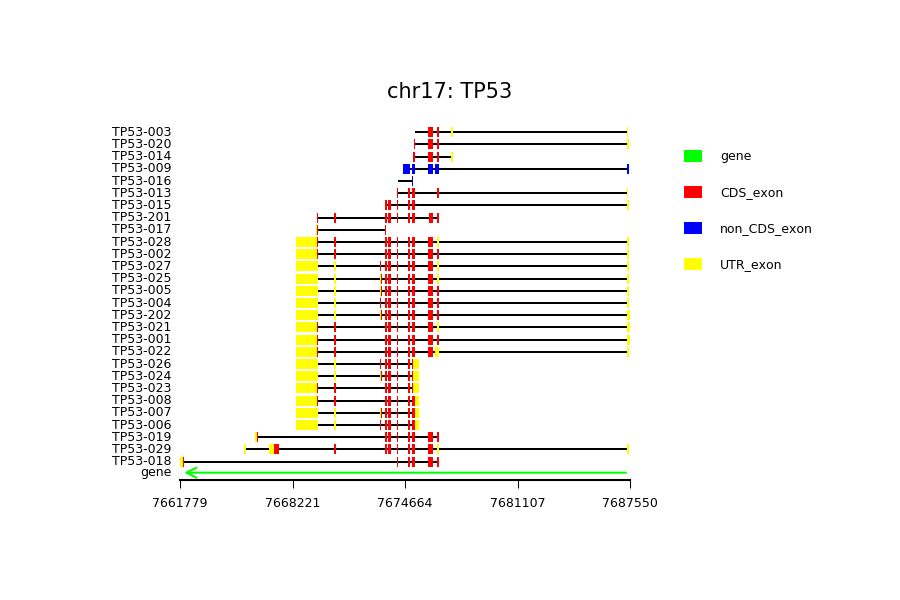 chr17: TP53
TP53-003
TP53-020
TP53-014
TP53-009
TP53-016
TP53-013
TP53-015
TP53-201
TP53-017
TP53-028
TP53-002
TP53-027
TP53-025
TP53-005
TP53-004
TP53-202
TP53-021
TP53-001
TP53-022
TP53-026
TP53-024
TP53-023
TP53-008
TP53-007
TP53-006
TP53-019
TP53-029
TP53-018
gene
7661779 7668221 7674664 7681107 7687550
gene
CDS_exon
non_CDS_exon
UTR_exon